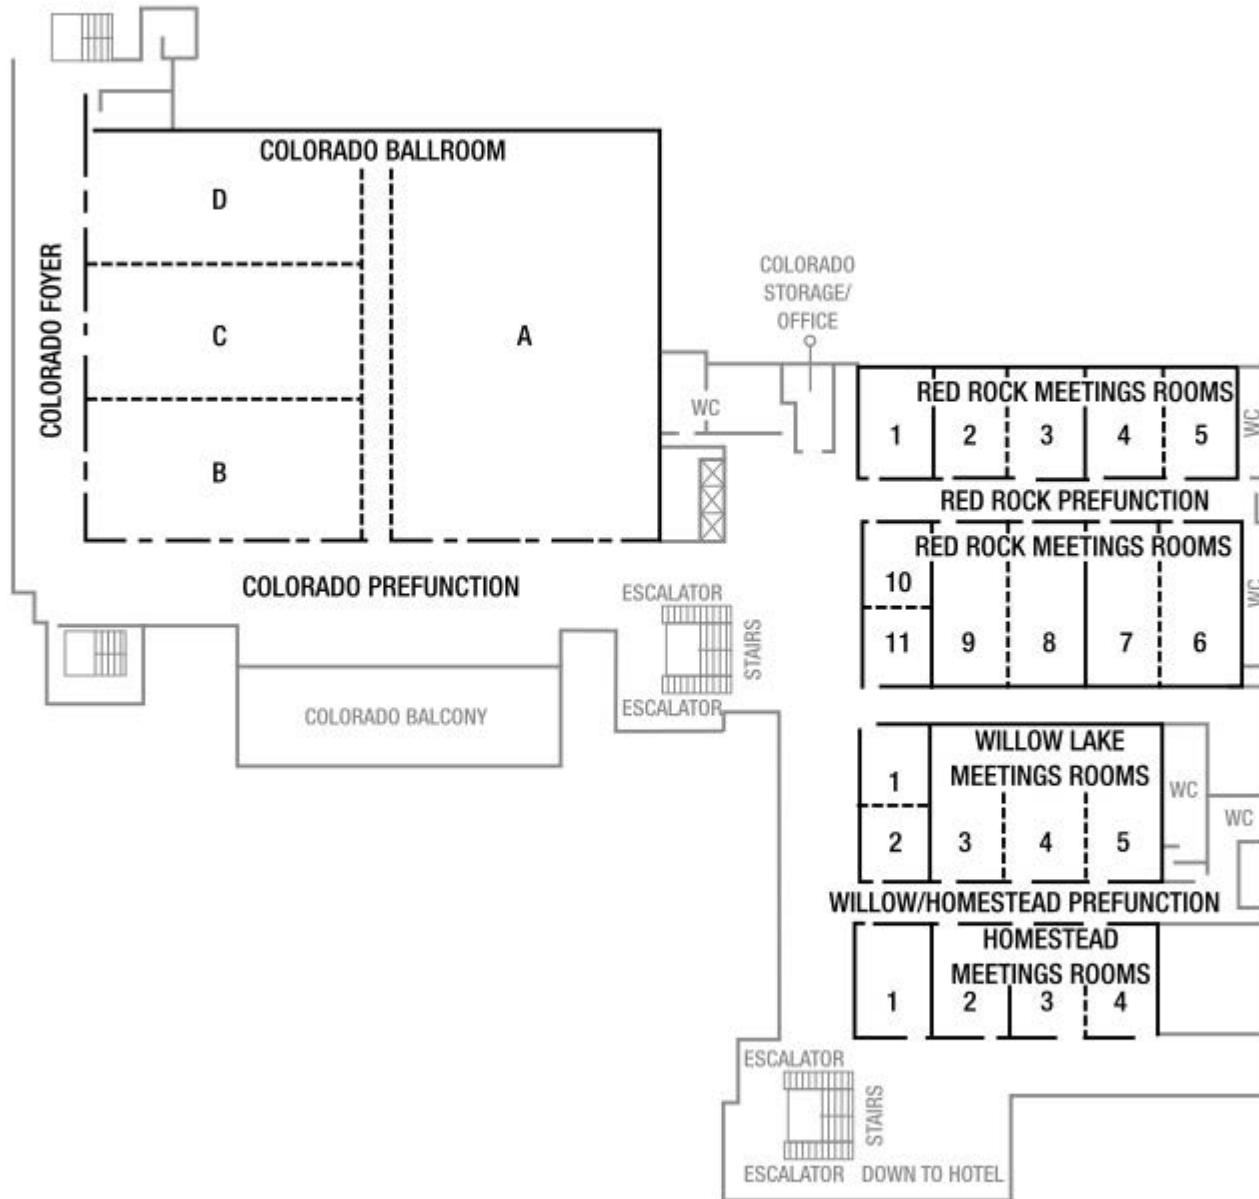 COLORADO BALLROOM
D
COLORADO FOYER
C
A
B
COLORADO
STORAGE/
OFFICE
WC
RED ROCK MEETINGS ROOMS
1 2 3 4 5
WC
RED ROCK PREFUNCTION
RED ROCK MEETINGS ROOMS
10
11 9 8 7 6
WC
COLORADO PREFUNCTION
ESCALATOR
STAIRS
ESCALATOR
COLORADO BALCONY
WILLOW LAKE
MEETINGS ROOMS
1
2 3 4 5
WC
WC
WILLOW/HOMESTEAD PREFUNCTION
HOMESTEAD
MEETINGS ROOMS
1 2 3 4
ESCALATOR
STAIRS
ESCALATOR DOWN TO HOTEL